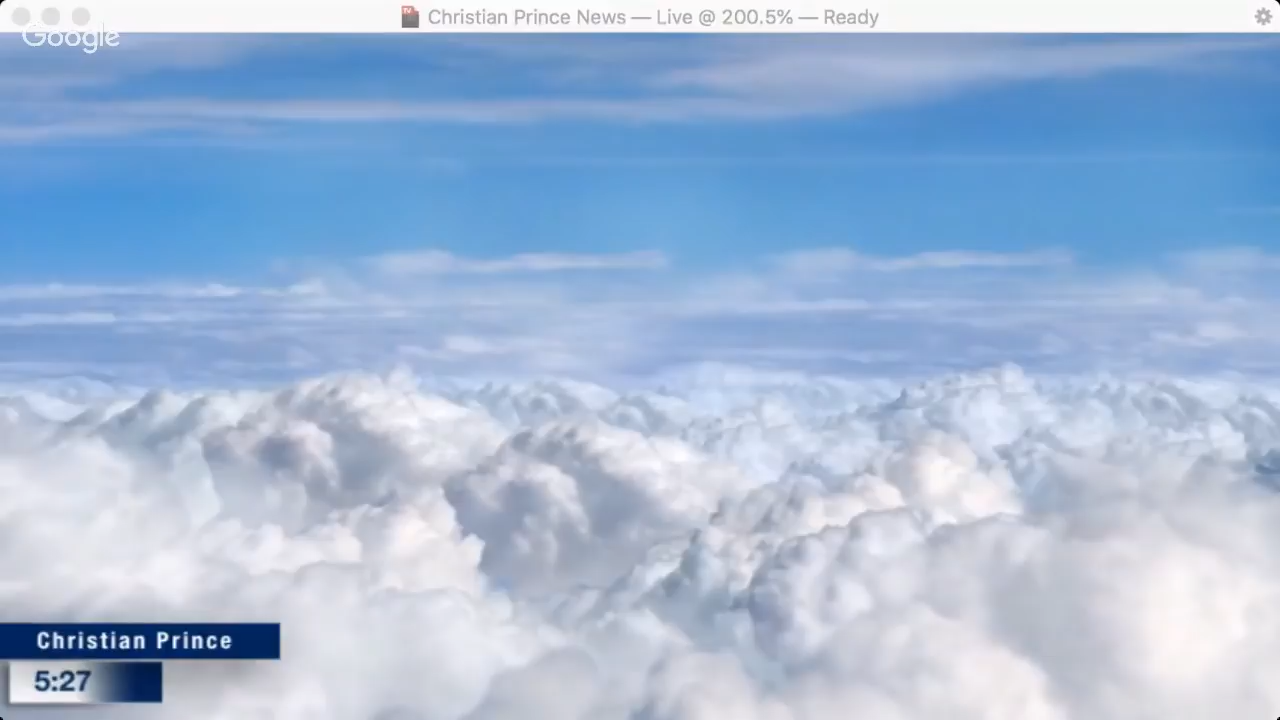 Christian Prince News — Live @ 200.5% — Ready
Google
Christian Prince
5:27